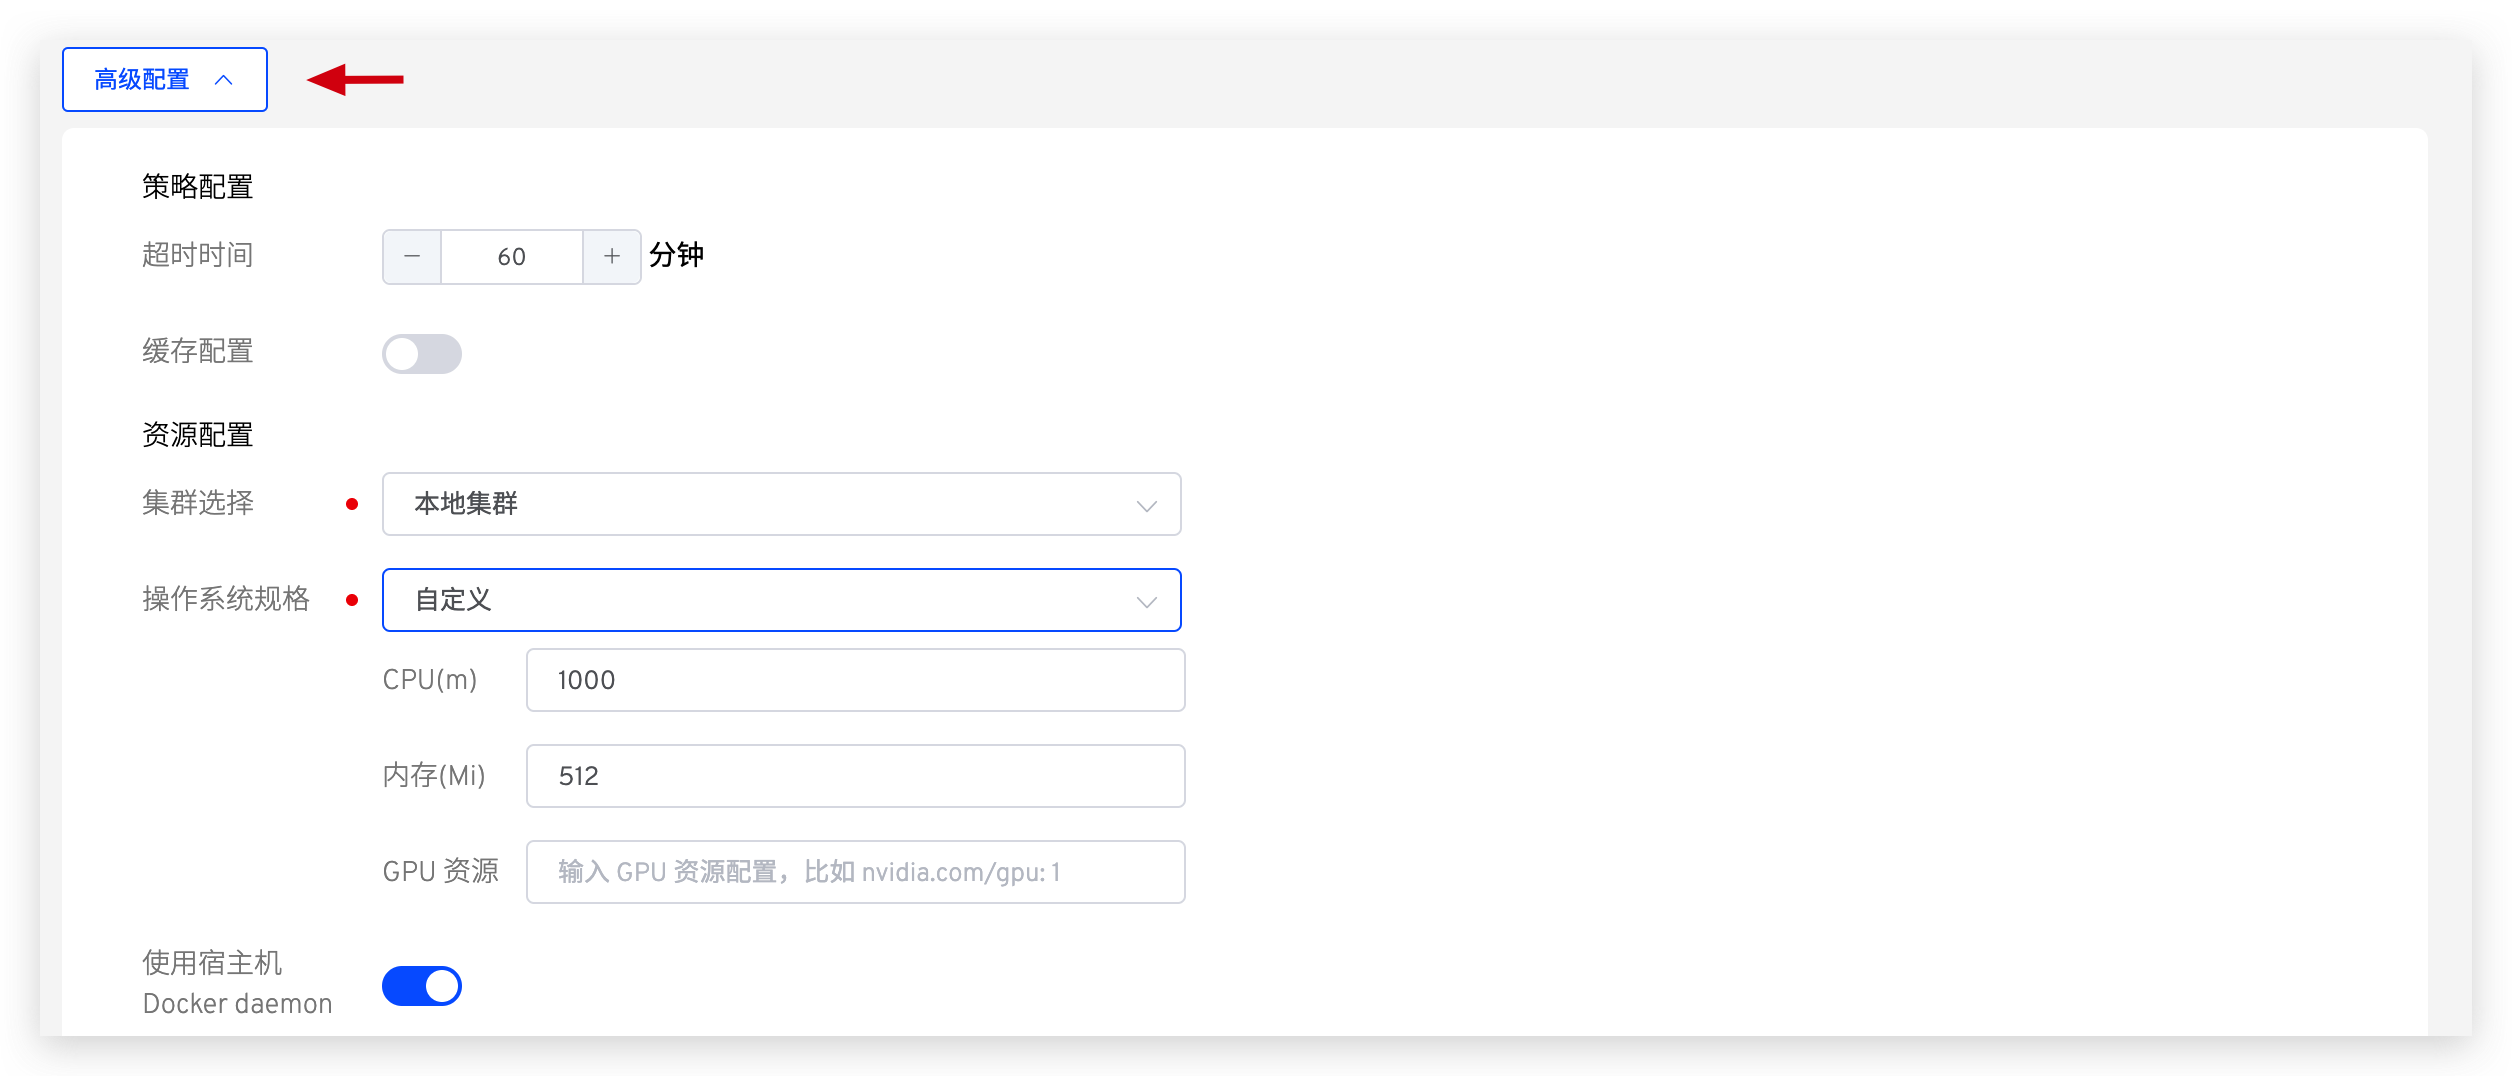 高级配置
策略配置
超时时间 60 分钟
缓存配置
资源配置
集群选择 本地集群
操作系统规格 自定义
CPU(m) 1000
内存(Mi) 512
GPU 资源 输入 GPU 资源配置，比如 nvidia.com/gpu: 1
使用宿主机
Docker daemon